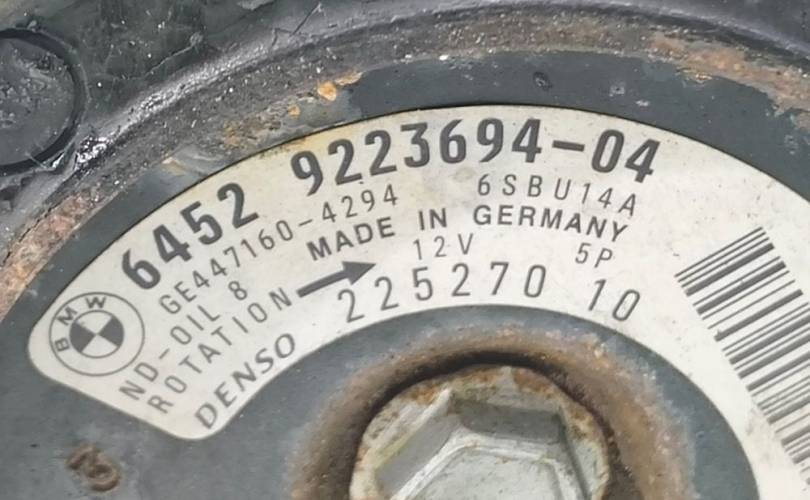 6452 9223694-04
GE447160-4294 6SBU14A
MADE IN GERMANY
ND-OIL 8 12V 5P
ROTATION
225270 10
DENSO
BMW